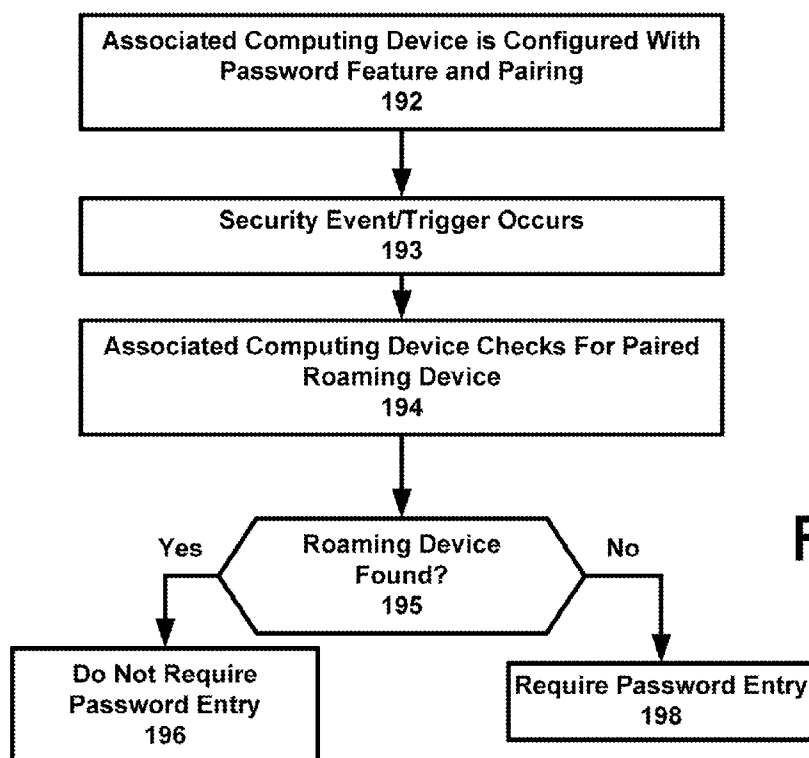 Associated Computing Device is Configured With
Password Feature and Pairing
192
Security Event/Trigger Occurs
193
Associated Computing Device Checks For Paired
Roaming Device
194
Yes
Roaming Device
Found?
195
No
Do Not Require
Password Entry
196
Require Password Entry
198